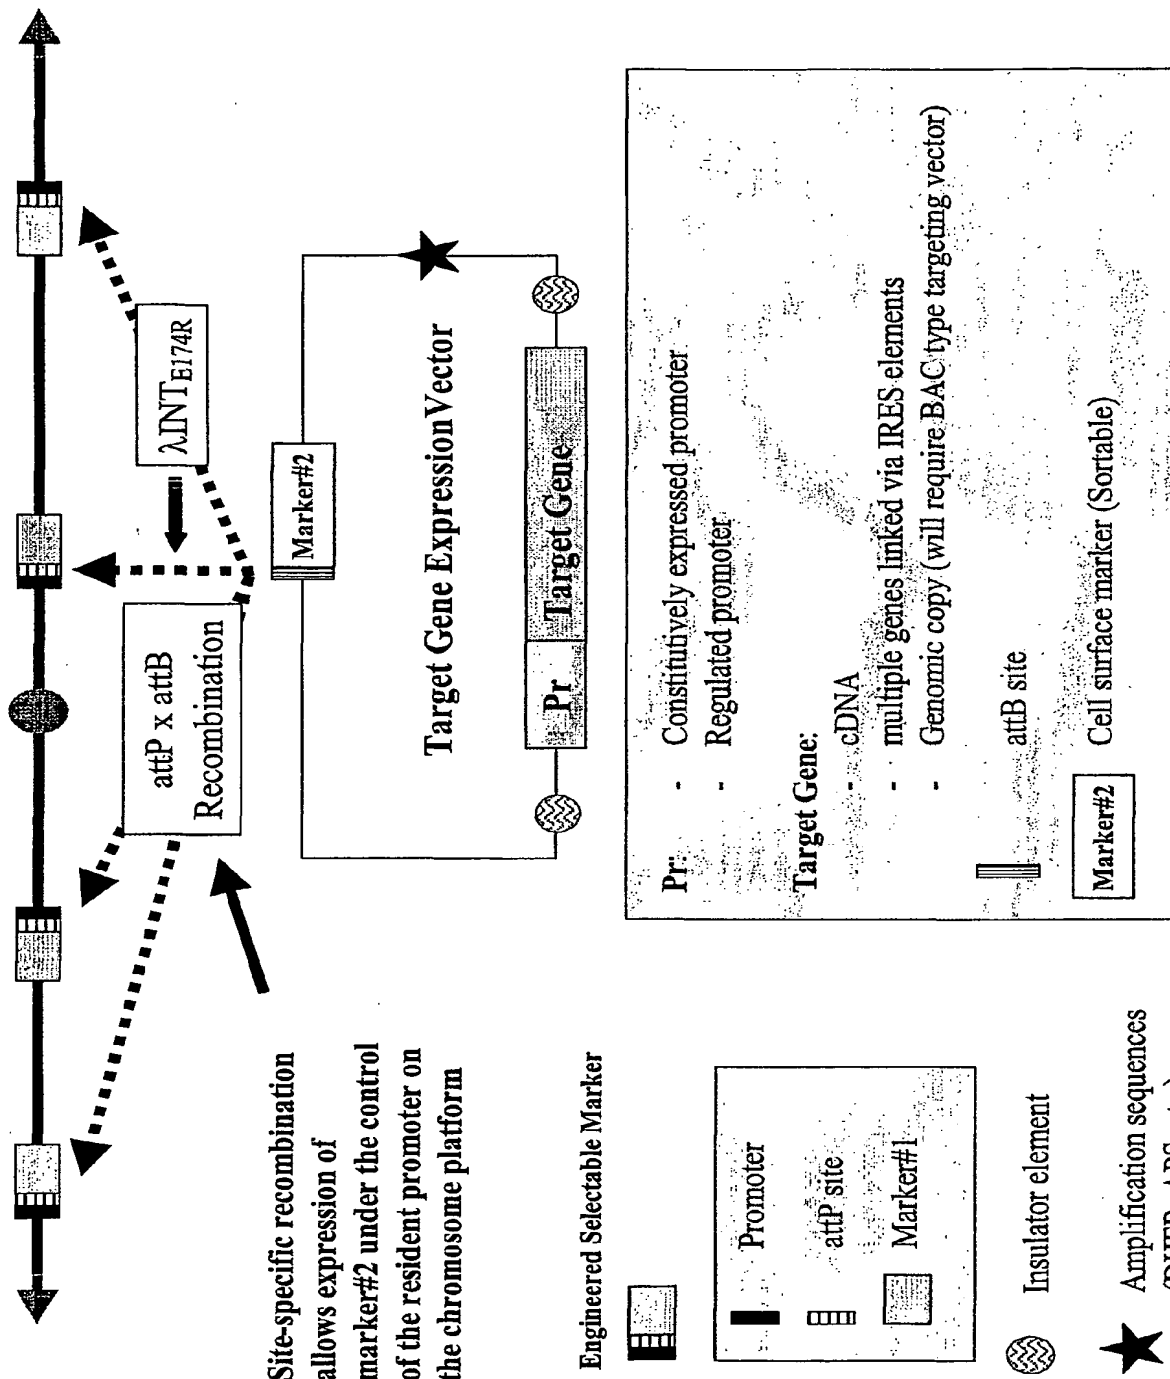 attP x attB
Recombination
λINTE174R
Marker#2
Target Gene ExpressionVector
Pr
Target Gene
Site-specific recombination
allows expression of
marker#2 under the control
of the resident promoter on
the chromosome platform
Engineered Selectable Marker
Promoter
attP site
Marker#1
Insulator element
Amplification sequences
Pr: - Constitutively expressed promoter
- Regulated promoter
Target Gene:
- cDNA
- multiple genes linked via IRES elements
- Genomic copy (will require BAC type targeting vector)
attB site
Marker#2 Cell surface marker (Sortable)